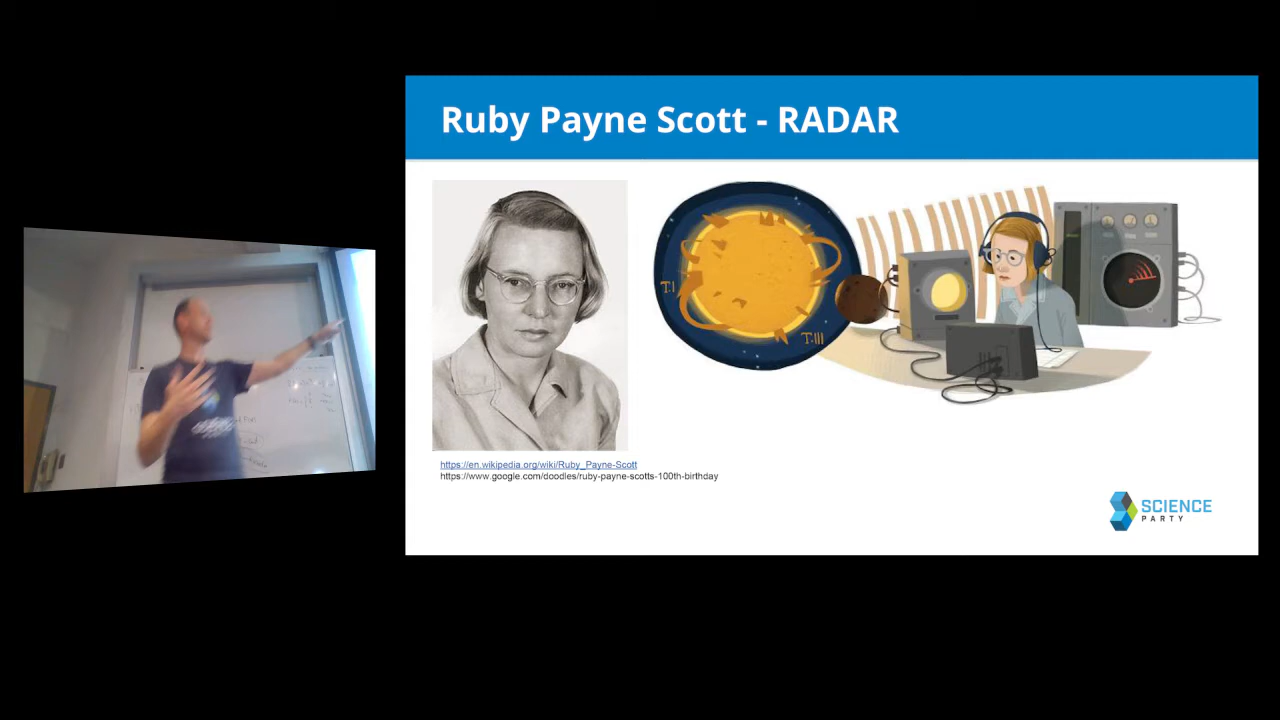 Ruby Payne Scott - RADAR
T.I
T.III
https://en.wikipedia.org/wiki/Ruby_Payne-Scott
https://www.google.com/doodles/ruby-payne-scotts-100th-birthday
SCIENCE
PARTY